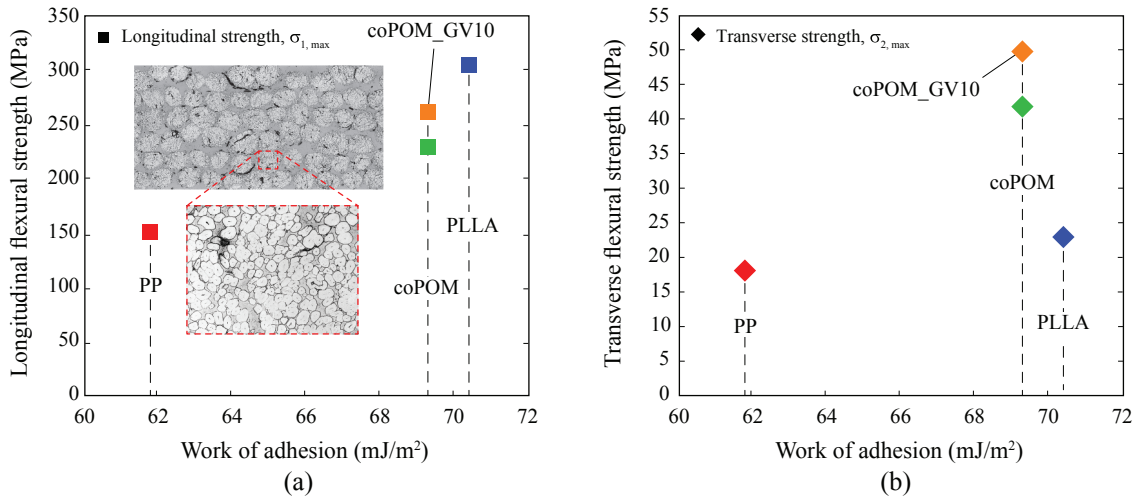 Longitudinal flexural strength (MPa)
350
300
250
200
150
100
50
0
Longitudinal strength, σ1, max
coPOM_GV10
PP
coPOM
PLLA
60 62 64 66 68 70 72
Work of adhesion (mJ/m²)
(a)
Transverse flexural strength (MPa)
55
50
45
40
35
30
25
20
15
10
5
0
Transverse strength, σ2, max
coPOM_GV10
coPOM
PP
PLLA
60 62 64 66 68 70 72
Work of adhesion (mJ/m²)
(b)